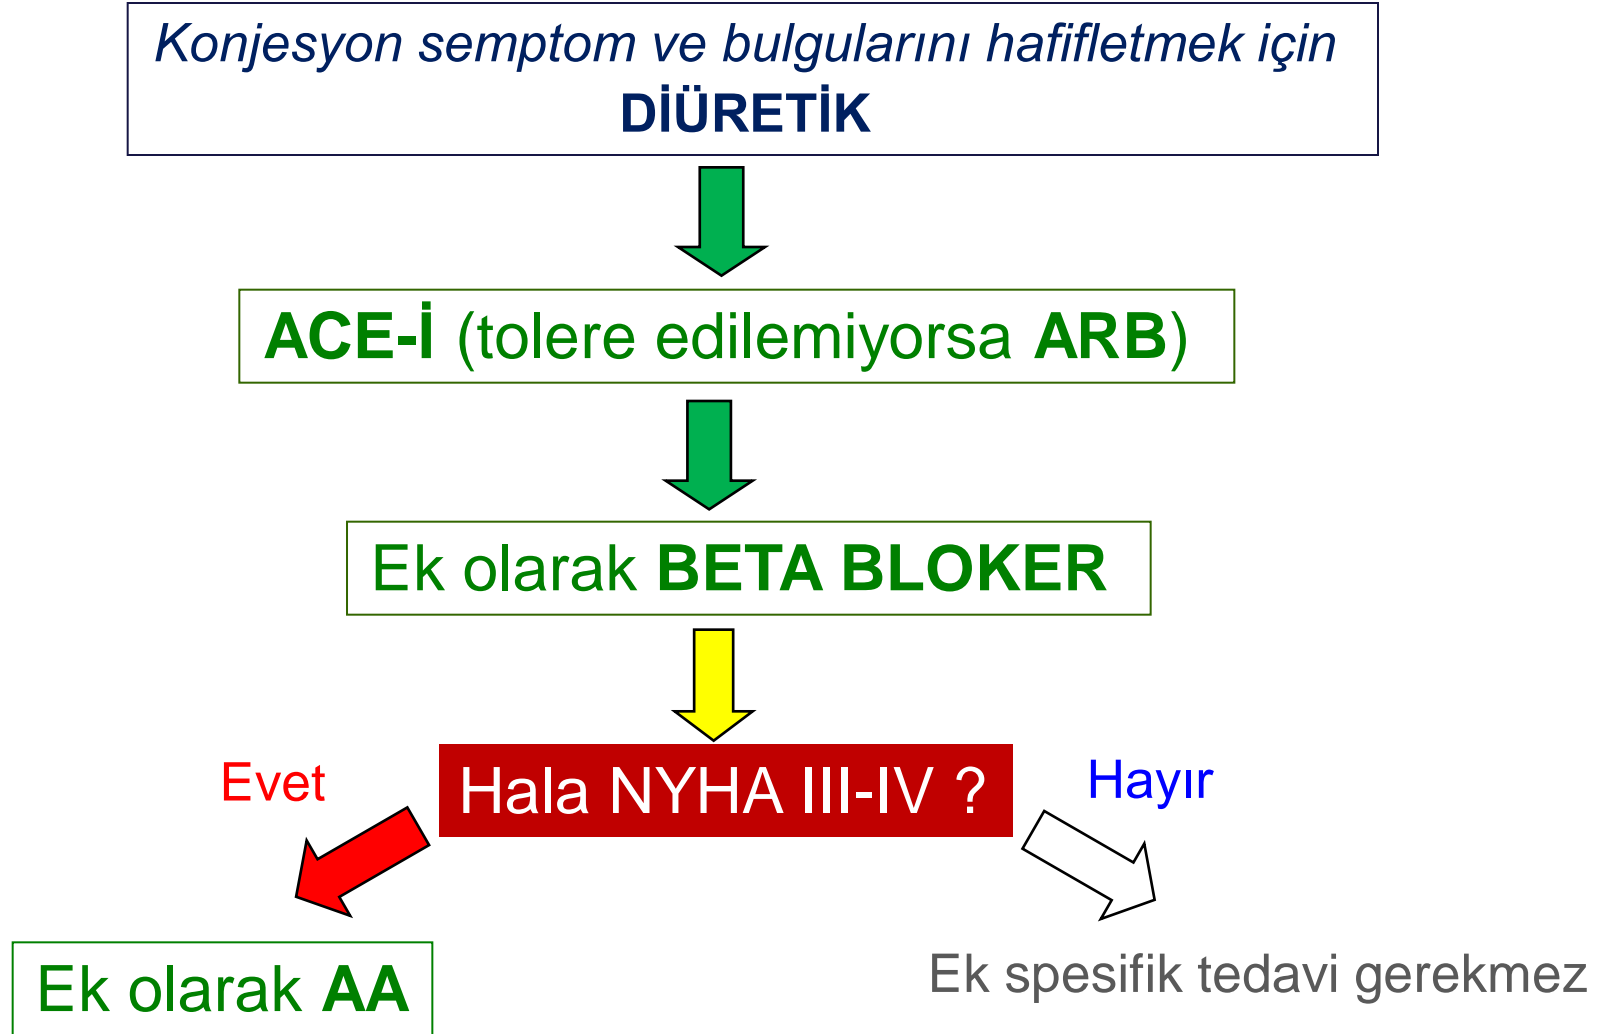 Konjesyon semptom ve bulgularını hafifletmek için
DİÜRETİK
ACE-İ (tolere edilemiyorsa ARB)
Ek olarak BETA BLOKER
Evet
Hala NYHA III-IV ?
Hayır
Ek olarak AA
Ek spesifik tedavi gerekmez